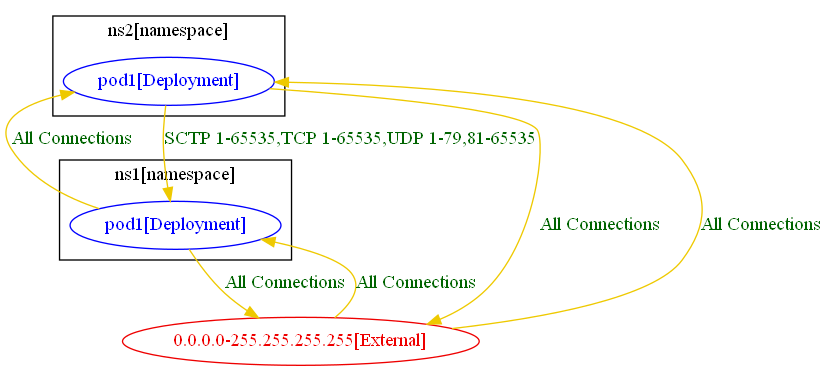 ns2[namespace]
pod1[Deployment]
All Connections
SCTP 1-65535,TCP 1-65535,UDP 1-79,81-65535
ns1[namespace]
pod1[Deployment]
All Connections
All Connections
All Connections
All Connections
0.0.0.0-255.255.255.255[External]